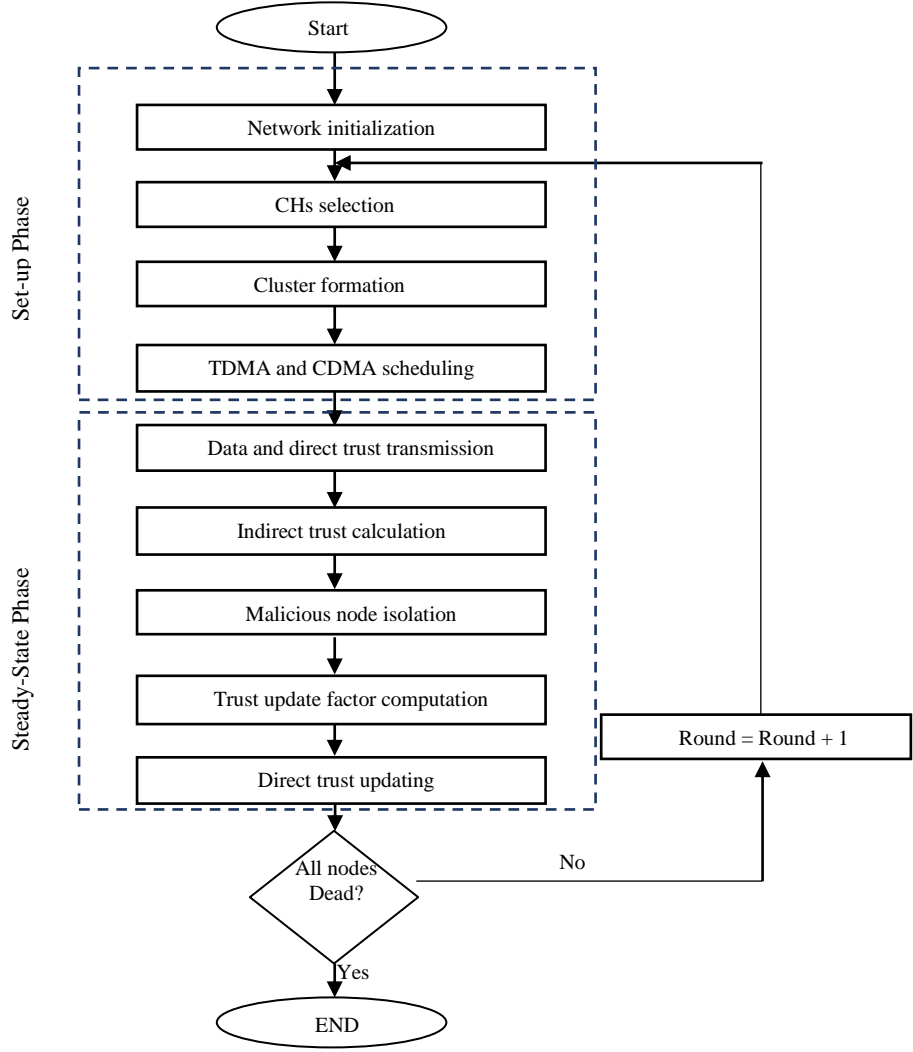 Start
Set-up Phase
Network initialization
CHs selection
Cluster formation
TDMA and CDMA scheduling
Steady-State Phase
Data and direct trust transmission
Indirect trust calculation
Malicious node isolation
Trust update factor computation
Round = Round + 1
Direct trust updating
All nodes
Dead?
No
Yes
END